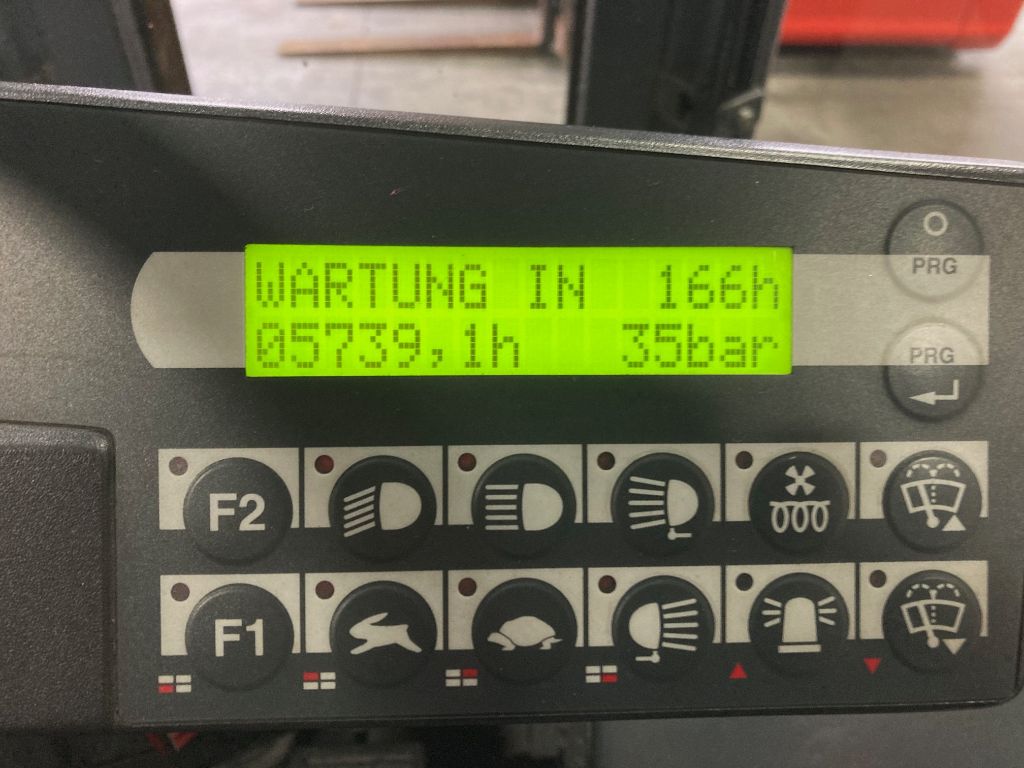 WARTUNG IN 166h
05739,1h 35bar
PRG
PRG
F2
F1